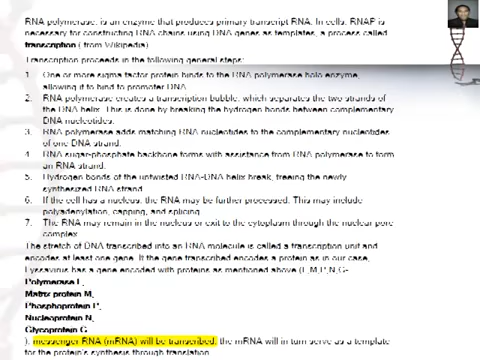 RNA polymerase, is an enzyme that produces primary transcript RNA. In cells, RNAP is
necessary for constructing RNA chains using DNA genes as templates, a process called
transcription ( from Wikipedia)
Transcription proceeds in the following general steps:
1. One or more sigma factor protein binds to the RNA polymerase holo enzyme,
allowing it to bind to promoter DNA.
2. RNA polymerase creates a transcription bubble, which separates the two strands of
the DNA helix. This is done by breaking the hydrogen bonds between complementary
DNA nucleotides.
3. RNA polymerase adds matching RNA nucleotides to the complementary nucleotides
of one DNA strand.
4. RNA sugar-phosphate backbone forms with assistance from RNA polymerase to form
an RNA strand.
5. Hydrogen bonds of the untwisted RNA-DNA helix break, freeing the newly
synthesized RNA strand.
6. If the cell has a nucleus, the RNA may be further processed. This may include
polyadenylation, capping, and splicing.
7. The RNA may remain in the nucleus or exit to the cytoplasm through the nuclear pore
complex.
The stretch of DNA transcribed into an RNA molecule is called a transcription unit and
encodes at least one gene. If the gene transcribed encodes a protein as in our case,
Lyssavirus has a gene encoded with proteins as mentioned above (L,M,P,N,G-
Polymerase L,
Matrix protein M,
Phosphoprotein P,
Nucleoprotein N,
Glycoprotein G
), messenger RNA (mRNA) will be transcribed; the mRNA will in turn serve as a template
for the protein's synthesis through translation